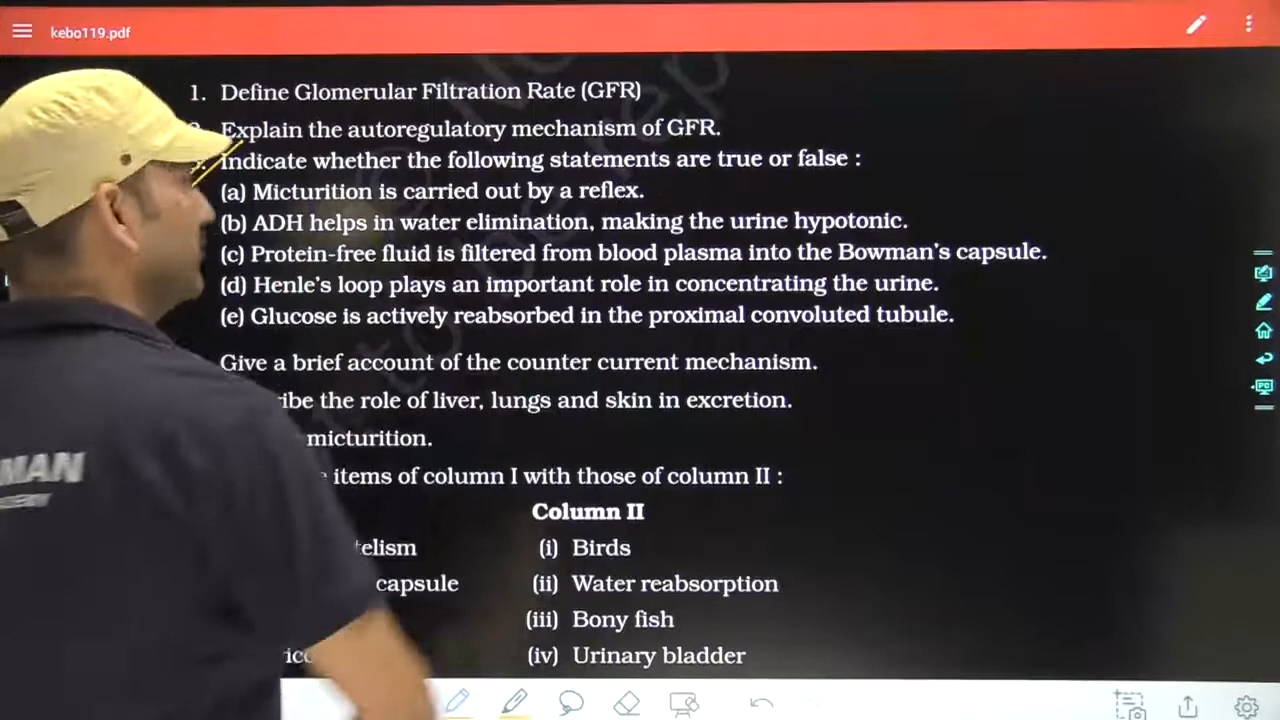 kebo119.pdf
1. Define Glomerular Filtration Rate (GFR)
Explain the autoregulatory mechanism of GFR.
Indicate whether the following statements are true or false :
(a) Micturition is carried out by a reflex.
(b) ADH helps in water elimination, making the urine hypotonic.
(c) Protein-free fluid is filtered from blood plasma into the Bowman's capsule.
(d) Henle's loop plays an important role in concentrating the urine.
(e) Glucose is actively reabsorbed in the proximal convoluted tubule.
Give a brief account of the counter current mechanism.
the role of liver, lungs and skin in excretion.
micturition.
items of column I with those of column II :
Column II
(i) Birds
capsule (ii) Water reabsorption
(iii) Bony fish
(iv) Urinary bladder
MAN
PC